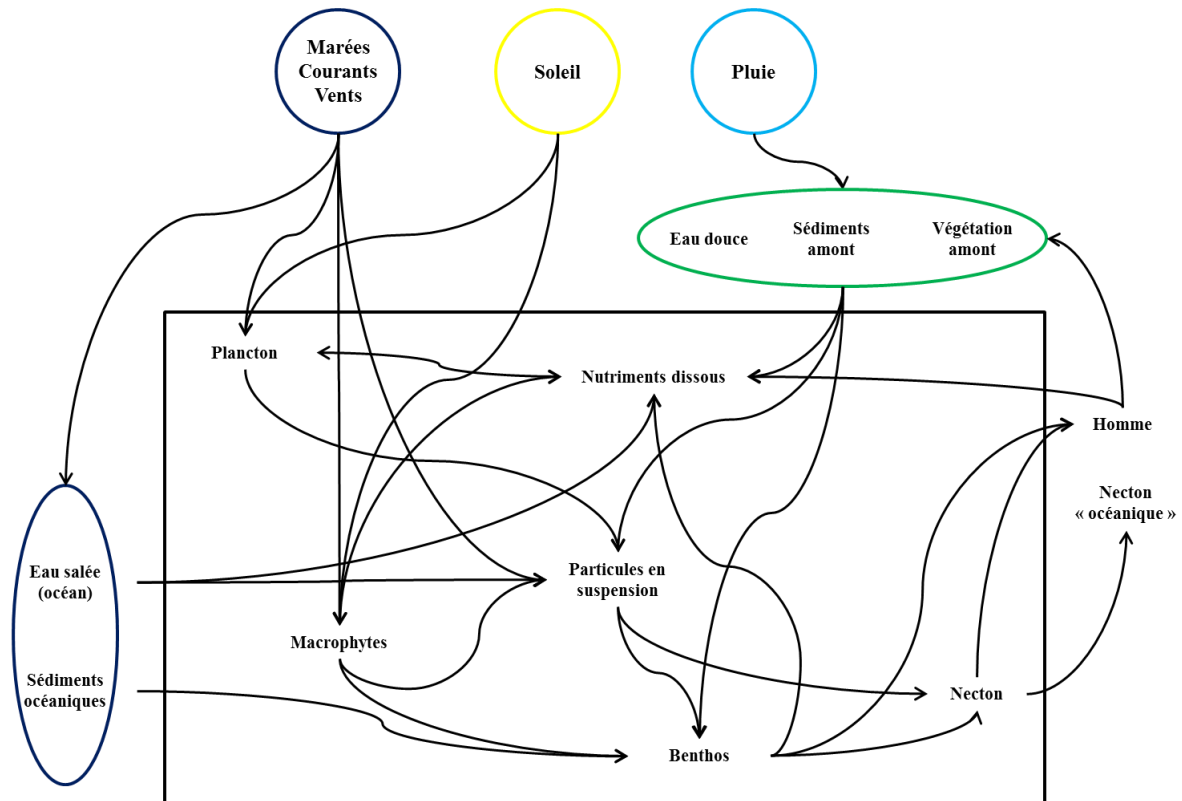 Marées
Courants
Vents
Soleil
Pluie
Eau douce
Sédiments
amont
Végétation
amont
Plancton
Nutriments dissous
Homme
Necton
« océanique »
Eau salée
(océan)
Particules en
suspension
Macrophytes
Sédiments
océaniques
Necton
Benthos